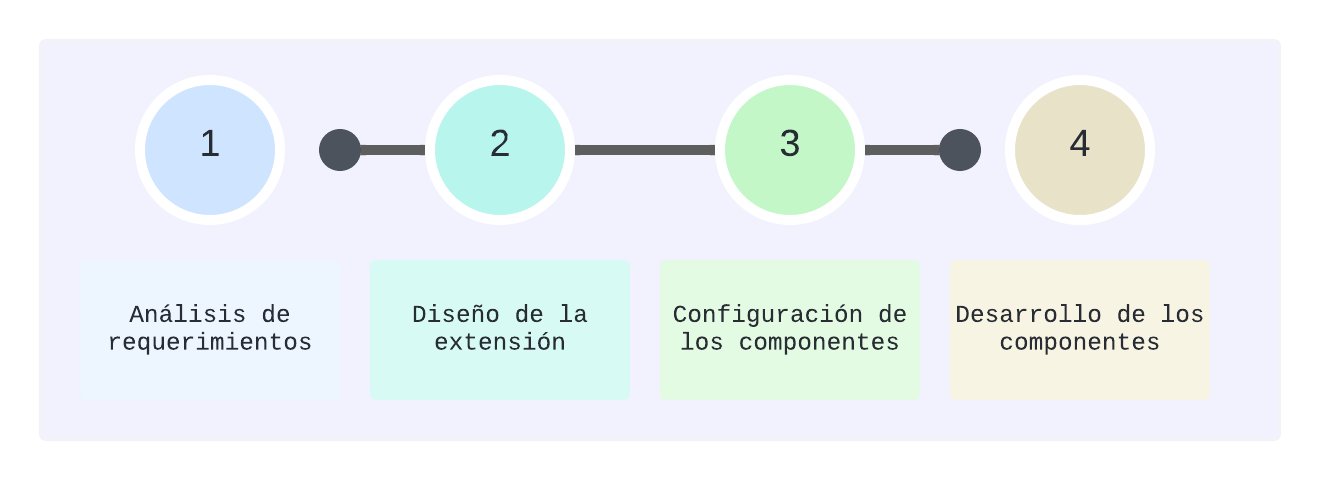 1
2
3
4
Análisis de
requerimientos
Diseño de la
extensión
Configuración de
los componentes
Desarrollo de los
componentes